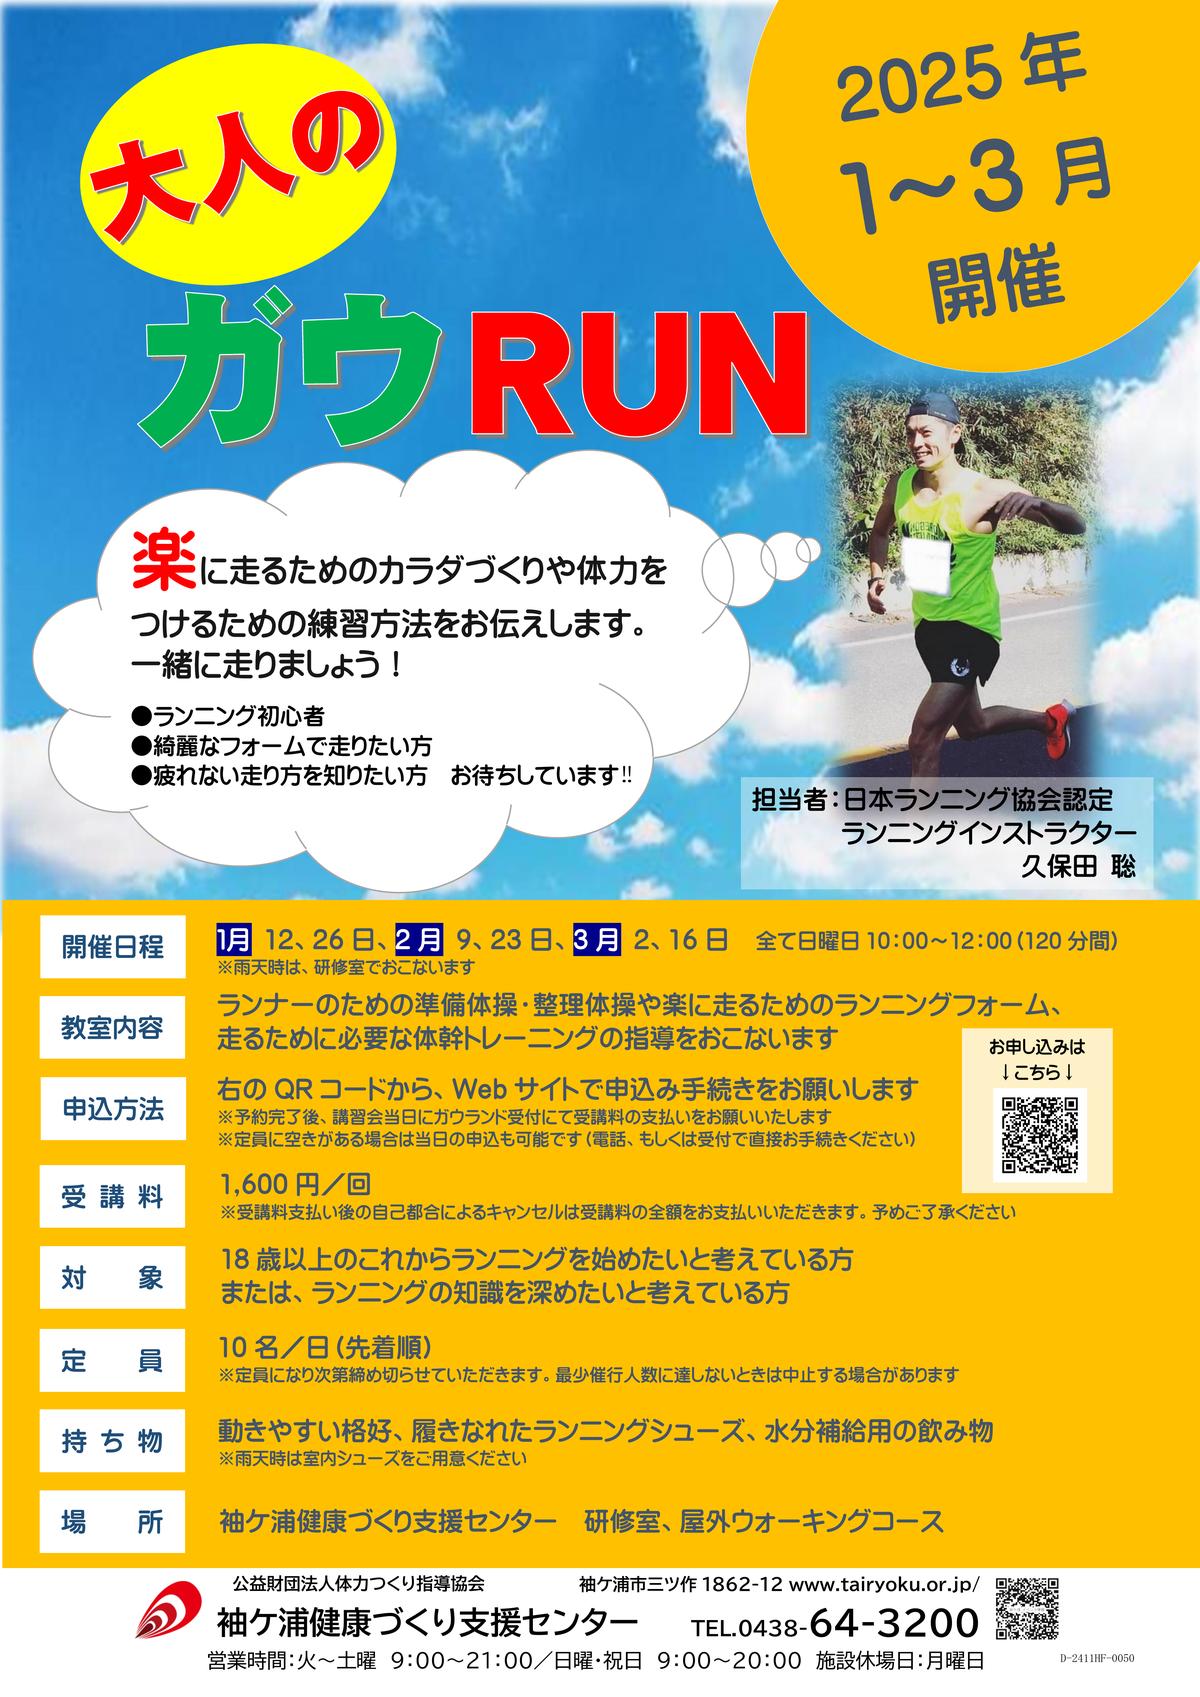 2025年
1～3月
開催
大人の
ガウRUN
楽に走るためのカラダづくりや体力を
つけるための練習方法をお伝えします。
一緒に走りましょう！
●ランニング初心者
●綺麗なフォームで走りたい方
●疲れない走り方を知りたい方　お待ちしています!!
担当者：日本ランニング協会認定
ランニングインストラクター
久保田 聡
開催日程
1月 12、26日、2月 9、23日、3月 2、16日　全て日曜日10：00～12：00（120分間）
※雨天時は、研修室でおこないます
教室内容
ランナーのための準備体操・整理体操や楽に走るためのランニングフォーム、
走るために必要な体幹トレーニングの指導をおこないます
お申し込みは
↓こちら↓
申込方法
右のQRコードから、Webサイトで申込み手続きをお願いします
※予約完了後、講習会当日にガウランド受付にて受講料の支払いをお願いいたします
※定員に空きがある場合は当日の申込も可能です（電話、もしくは受付で直接お手続きください）
受講料
1,600円／回
※受講料支払い後の自己都合によるキャンセルは受講料の全額をお支払いいただきます。予めご了承ください
対象
18歳以上のこれからランニングを始めたいと考えている方
または、ランニングの知識を深めたいと考えている方
定員
10名／日（先着順）
※定員になり次第締め切らせていただきます。最少催行人数に達しないときは中止する場合があります
持ち物
動きやすい格好、履きなれたランニングシューズ、水分補給用の飲み物
※雨天時は室内シューズをご用意ください
場所
袖ケ浦健康づくり支援センター　研修室、屋外ウォーキングコース
公益財団法人体力つくり指導協会　袖ケ浦市三ツ作1862-12 www.tairyoku.or.jp/
袖ケ浦健康づくり支援センター　TEL.0438-64-3200
営業時間：火～土曜 9：00～21：00／日曜・祝日 9：00～20：00 施設休場日：月曜日
D-2411HF-0050